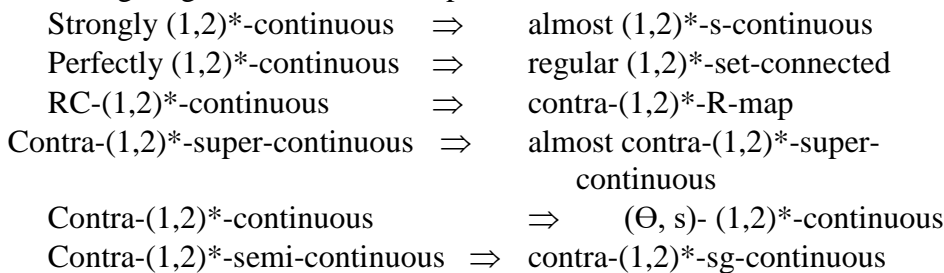 Strongly (1,2)*-continuous ⇒ almost (1,2)*-s-continuous
Perfectly (1,2)*-continuous ⇒ regular (1,2)*-set-connected
RC-(1,2)*-continuous ⇒ contra-(1,2)*-R-map
Contra-(1,2)*-super-continuous ⇒ almost contra-(1,2)*-super-
continuous
Contra-(1,2)*-continuous ⇒ (Ө, s)- (1,2)*-continuous
Contra-(1,2)*-semi-continuous ⇒ contra-(1,2)*-sg-continuous